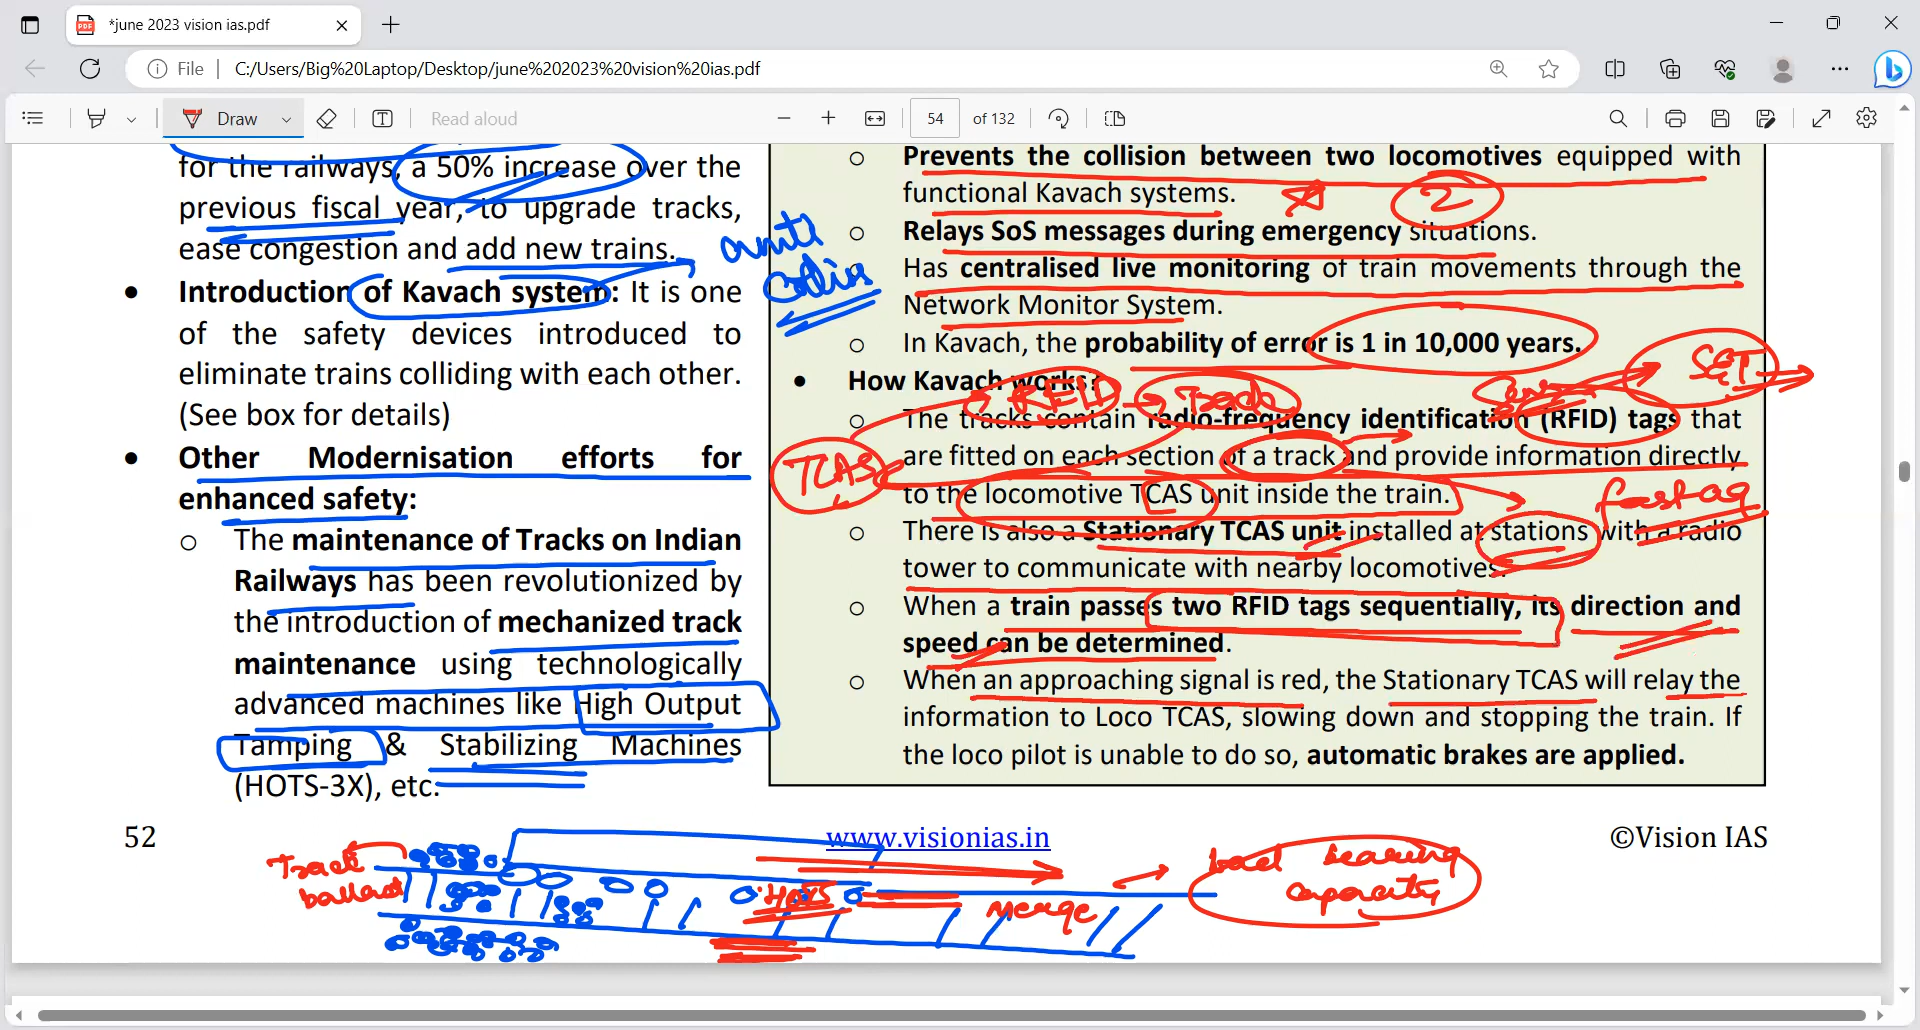 *june 2023 vision ias.pdf
File
C:/Users/Big%20Laptop/Desktop/june%202023%20vision%20ias.pdf
Draw
Read aloud
54 of 132
for the railways, a 50% increase over the
previous fiscal year, to upgrade tracks,
ease congestion and add new trains.
• Introduction of Kavach system: It is one
of the safety devices introduced to
eliminate trains colliding with each other.
(See box for details)
• Other Modernisation efforts for
enhanced safety:
o The maintenance of Tracks on Indian
Railways has been revolutionized by
the introduction of mechanized track
maintenance using technologically
advanced machines like High Output
Tamping & Stabilizing Machines
(HOTS-3X), etc.
o Prevents the collision between two locomotives equipped with
functional Kavach systems.
2
o Relays SoS messages during emergency situations.
o Has centralised live monitoring of train movements through the
Network Monitor System.
o In Kavach, the probability of error is 1 in 10,000 years.
• How Kavach works?
RFID
o The tracks contain radio-frequency identification (RFID) tags that
are fitted on each section of a track and provide information directly
to the locomotive TCAS unit inside the train.
TCAS
fastag
o There is also a Stationary TCAS unit installed at stations with a radio
tower to communicate with nearby locomotives.
o When a train passes two RFID tags sequentially, its direction and
speed can be determined.
o When an approaching signal is red, the Stationary TCAS will relay the
information to Loco TCAS, slowing down and stopping the train. If
the loco pilot is unable to do so, automatic brakes are applied.
52
www.visionias.in
©Vision IAS
Track
ballast
HOTS
Merge
bearing
capacity